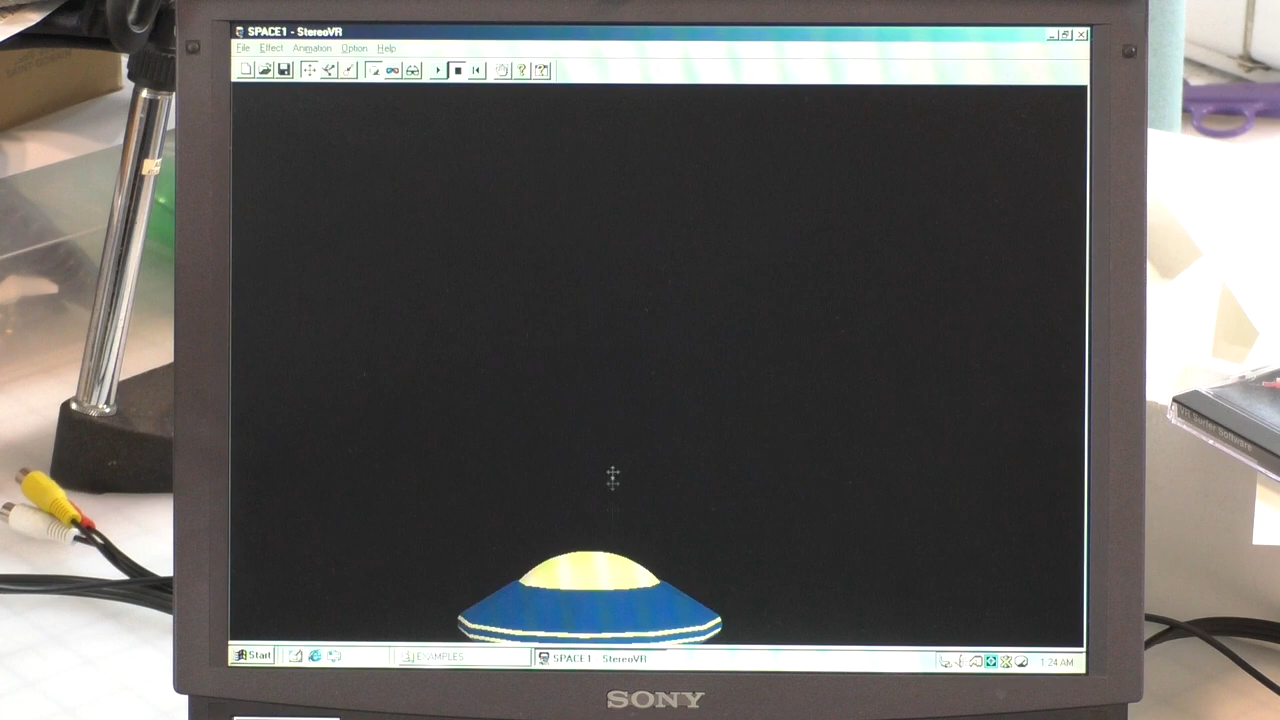 SPACE1 - StereoVR
File Effect Animation Option Help
VR Surfer Software
Start EXAMPLES SPACE1 - StereoVR 1:24 AM
SONY